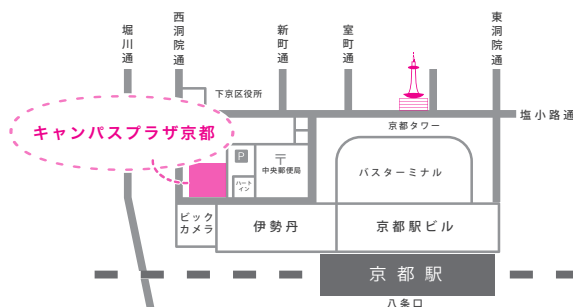 堀川通
西洞院通
新町通
室町通
東洞院通
下京区役所
塩小路通
京都タワー
キャンパスプラザ京都
P
〒
中央郵便局
ハート
イン
バスターミナル
ビック
カメラ
伊勢丹
京都駅ビル
京都駅
八条口